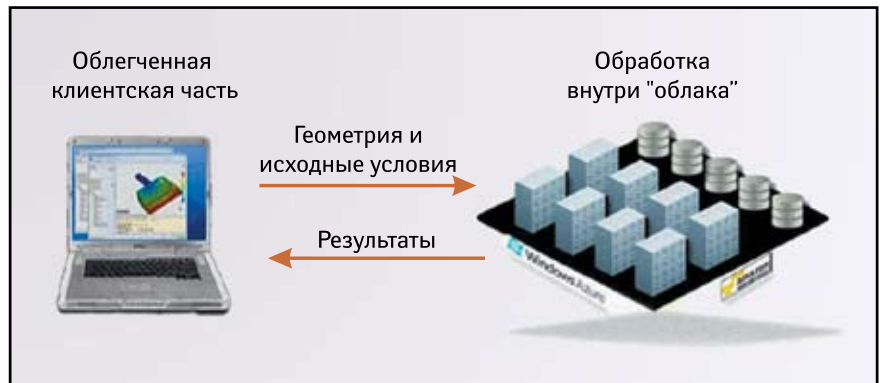 Облегченная
клиентская часть
Обработка
внутри "облака”
Геометрия и
исходные условия
Результаты
Windows Azure